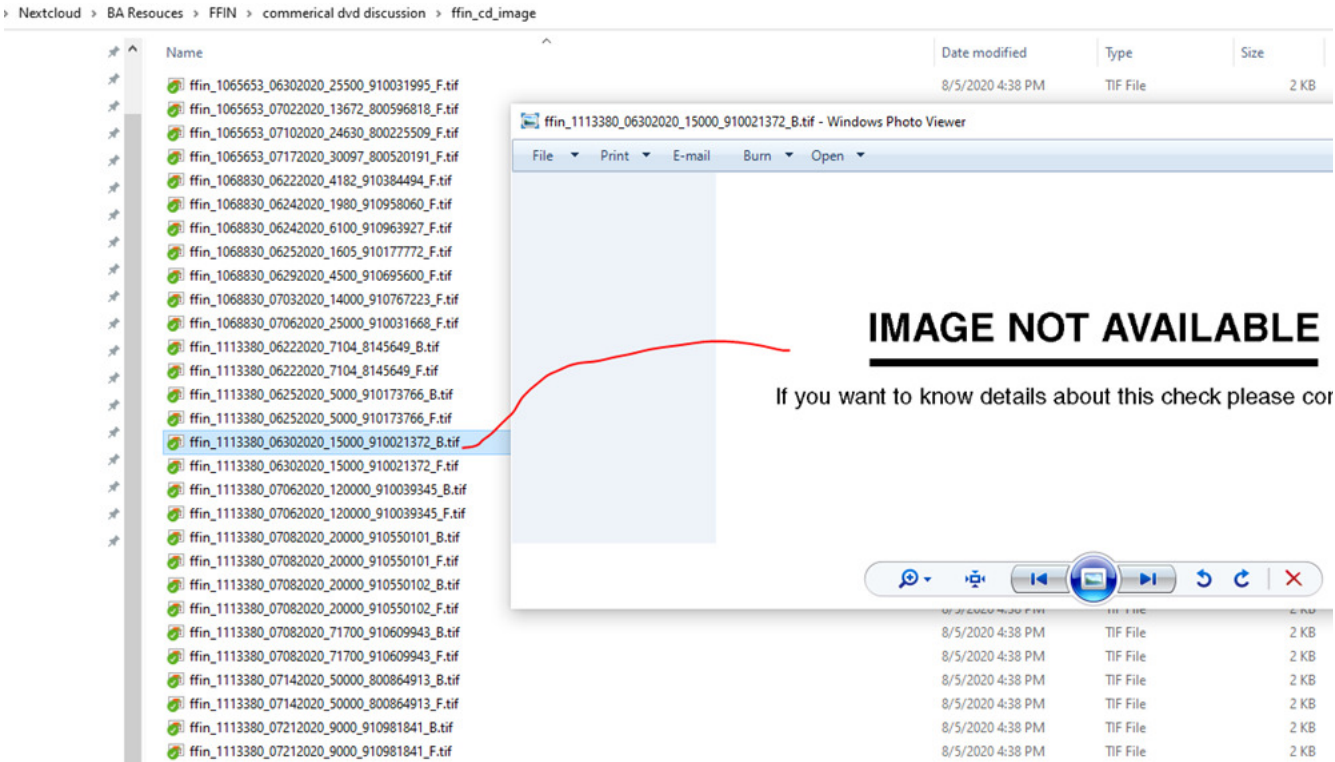 Nextcloud > BA Resouces > FFIN > commerical dvd discussion > ffin_cd_image
Name Date modified Type Size
ffin_1065653_06302020_25500_910031995_F.tif 8/5/2020 4:38 PM TIF File 2 KB
ffin_1065653_07022020_13672_800596818_F.tif
ffin_1065653_07102020_24630_800225509_F.tif
ffin_1065653_07172020_30097_800520191_F.tif
ffin_1068830_06222020_4182_910384494_F.tif
ffin_1068830_06242020_1980_910958060_F.tif
ffin_1068830_06242020_6100_910963927_F.tif
ffin_1068830_06252020_1605_910177772_F.tif
ffin_1068830_06292020_4500_910695600_F.tif
ffin_1068830_07032020_14000_910767223_F.tif
ffin_1068830_07062020_25000_910031668_F.tif
ffin_1113380_06222020_7104_8145649_B.tif
ffin_1113380_06222020_7104_8145649_F.tif
ffin_1113380_06252020_5000_910173766_B.tif
ffin_1113380_06252020_5000_910173766_F.tif
ffin_1113380_06302020_15000_910021372_B.tif
ffin_1113380_06302020_15000_910021372_F.tif
ffin_1113380_07062020_120000_910039345_B.tif
ffin_1113380_07062020_120000_910039345_F.tif
ffin_1113380_07082020_20000_910550101_B.tif
ffin_1113380_07082020_20000_910550101_F.tif
ffin_1113380_07082020_20000_910550102_B.tif
ffin_1113380_07082020_20000_910550102_F.tif
ffin_1113380_07082020_71700_910609943_B.tif 8/5/2020 4:38 PM TIF File 2 KB
ffin_1113380_07082020_71700_910609943_F.tif 8/5/2020 4:38 PM TIF File 2 KB
ffin_1113380_07142020_50000_800864913_B.tif 8/5/2020 4:38 PM TIF File 2 KB
ffin_1113380_07142020_50000_800864913_F.tif 8/5/2020 4:38 PM TIF File 2 KB
ffin_1113380_07212020_9000_910981841_B.tif 8/5/2020 4:38 PM TIF File 2 KB
ffin_1113380_07212020_9000_910981841_F.tif 8/5/2020 4:38 PM TIF File 2 KB
ffin_1113380_06302020_15000_910021372_B.tif - Windows Photo Viewer
File Print E-mail Burn Open
IMAGE NOT AVAILABLE
If you want to know details about this check please